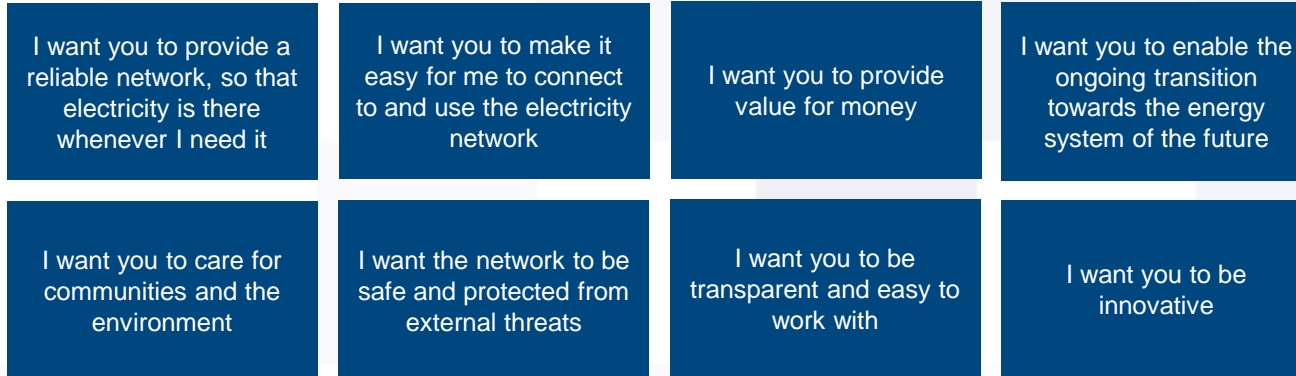 I want you to provide a
reliable network, so that
electricity is there
whenever I need it
I want you to make it
easy for me to connect
to and use the electricity
network
I want you to provide
value for money
I want you to enable the
ongoing transition
towards the energy
system of the future
I want you to care for
communities and the
environment
I want the network to be
safe and protected from
external threats
I want you to be
transparent and easy to
work with
I want you to be
innovative